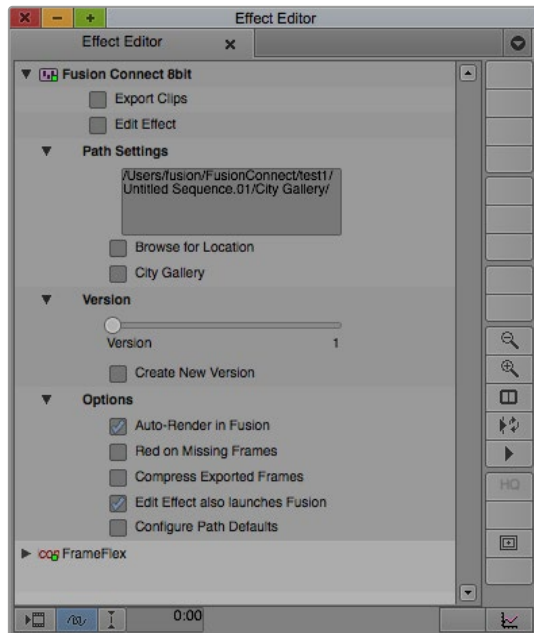 Effect Editor
Effect Editor
Fusion Connect 8bit
Export Clips
Edit Effect
Path Settings
/Users/fusion/FusionConnect/test1/
Untitled Sequence.01/City Gallery/
Browse for Location
City Gallery
Version
Version 1
Create New Version
Options
Auto-Render in Fusion
Red on Missing Frames
Compress Exported Frames
Edit Effect also launches Fusion
Configure Path Defaults
HQ
FrameFlex
0:00